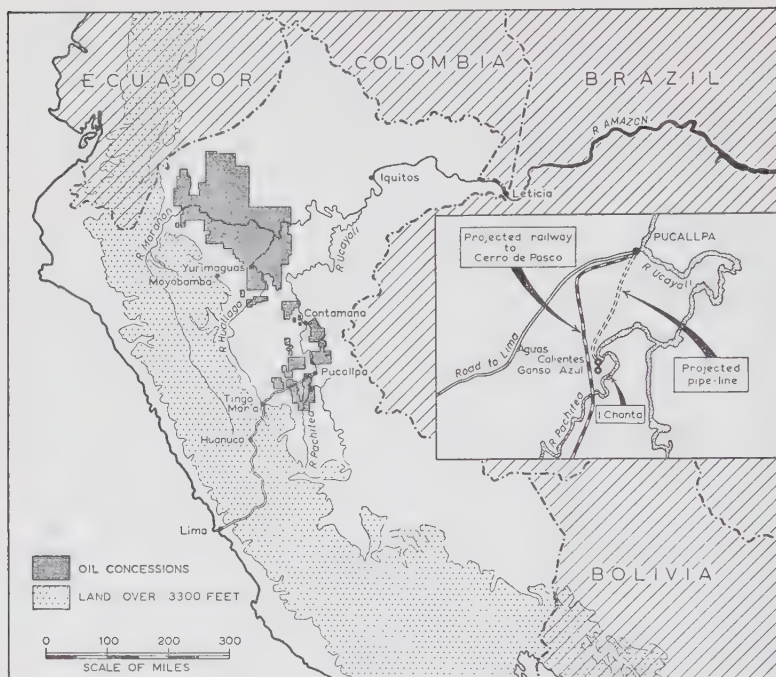 ECUADOR
COLOMBIA
BRAZIL
R AMAZON
Iquitos
Leticia
R Marañon
R Ucayali
Yurimaguas
Moyobamba
R Huallaga
Contamana
Pucallpa
Tingo
Mar'a
Huanuca
R Pachitea
Lima
Projected railway
to
Cerro de Pasco
PUCALLPA
R Ucayali
Road to Lima
Aguas
Calientes
Ganso Azul
Projected
pipe-line
R Pachitea
I Chonta
BOLIVIA
OIL CONCESSIONS
LAND OVER 3300 FEET
0 100 200 300
SCALE OF MILES